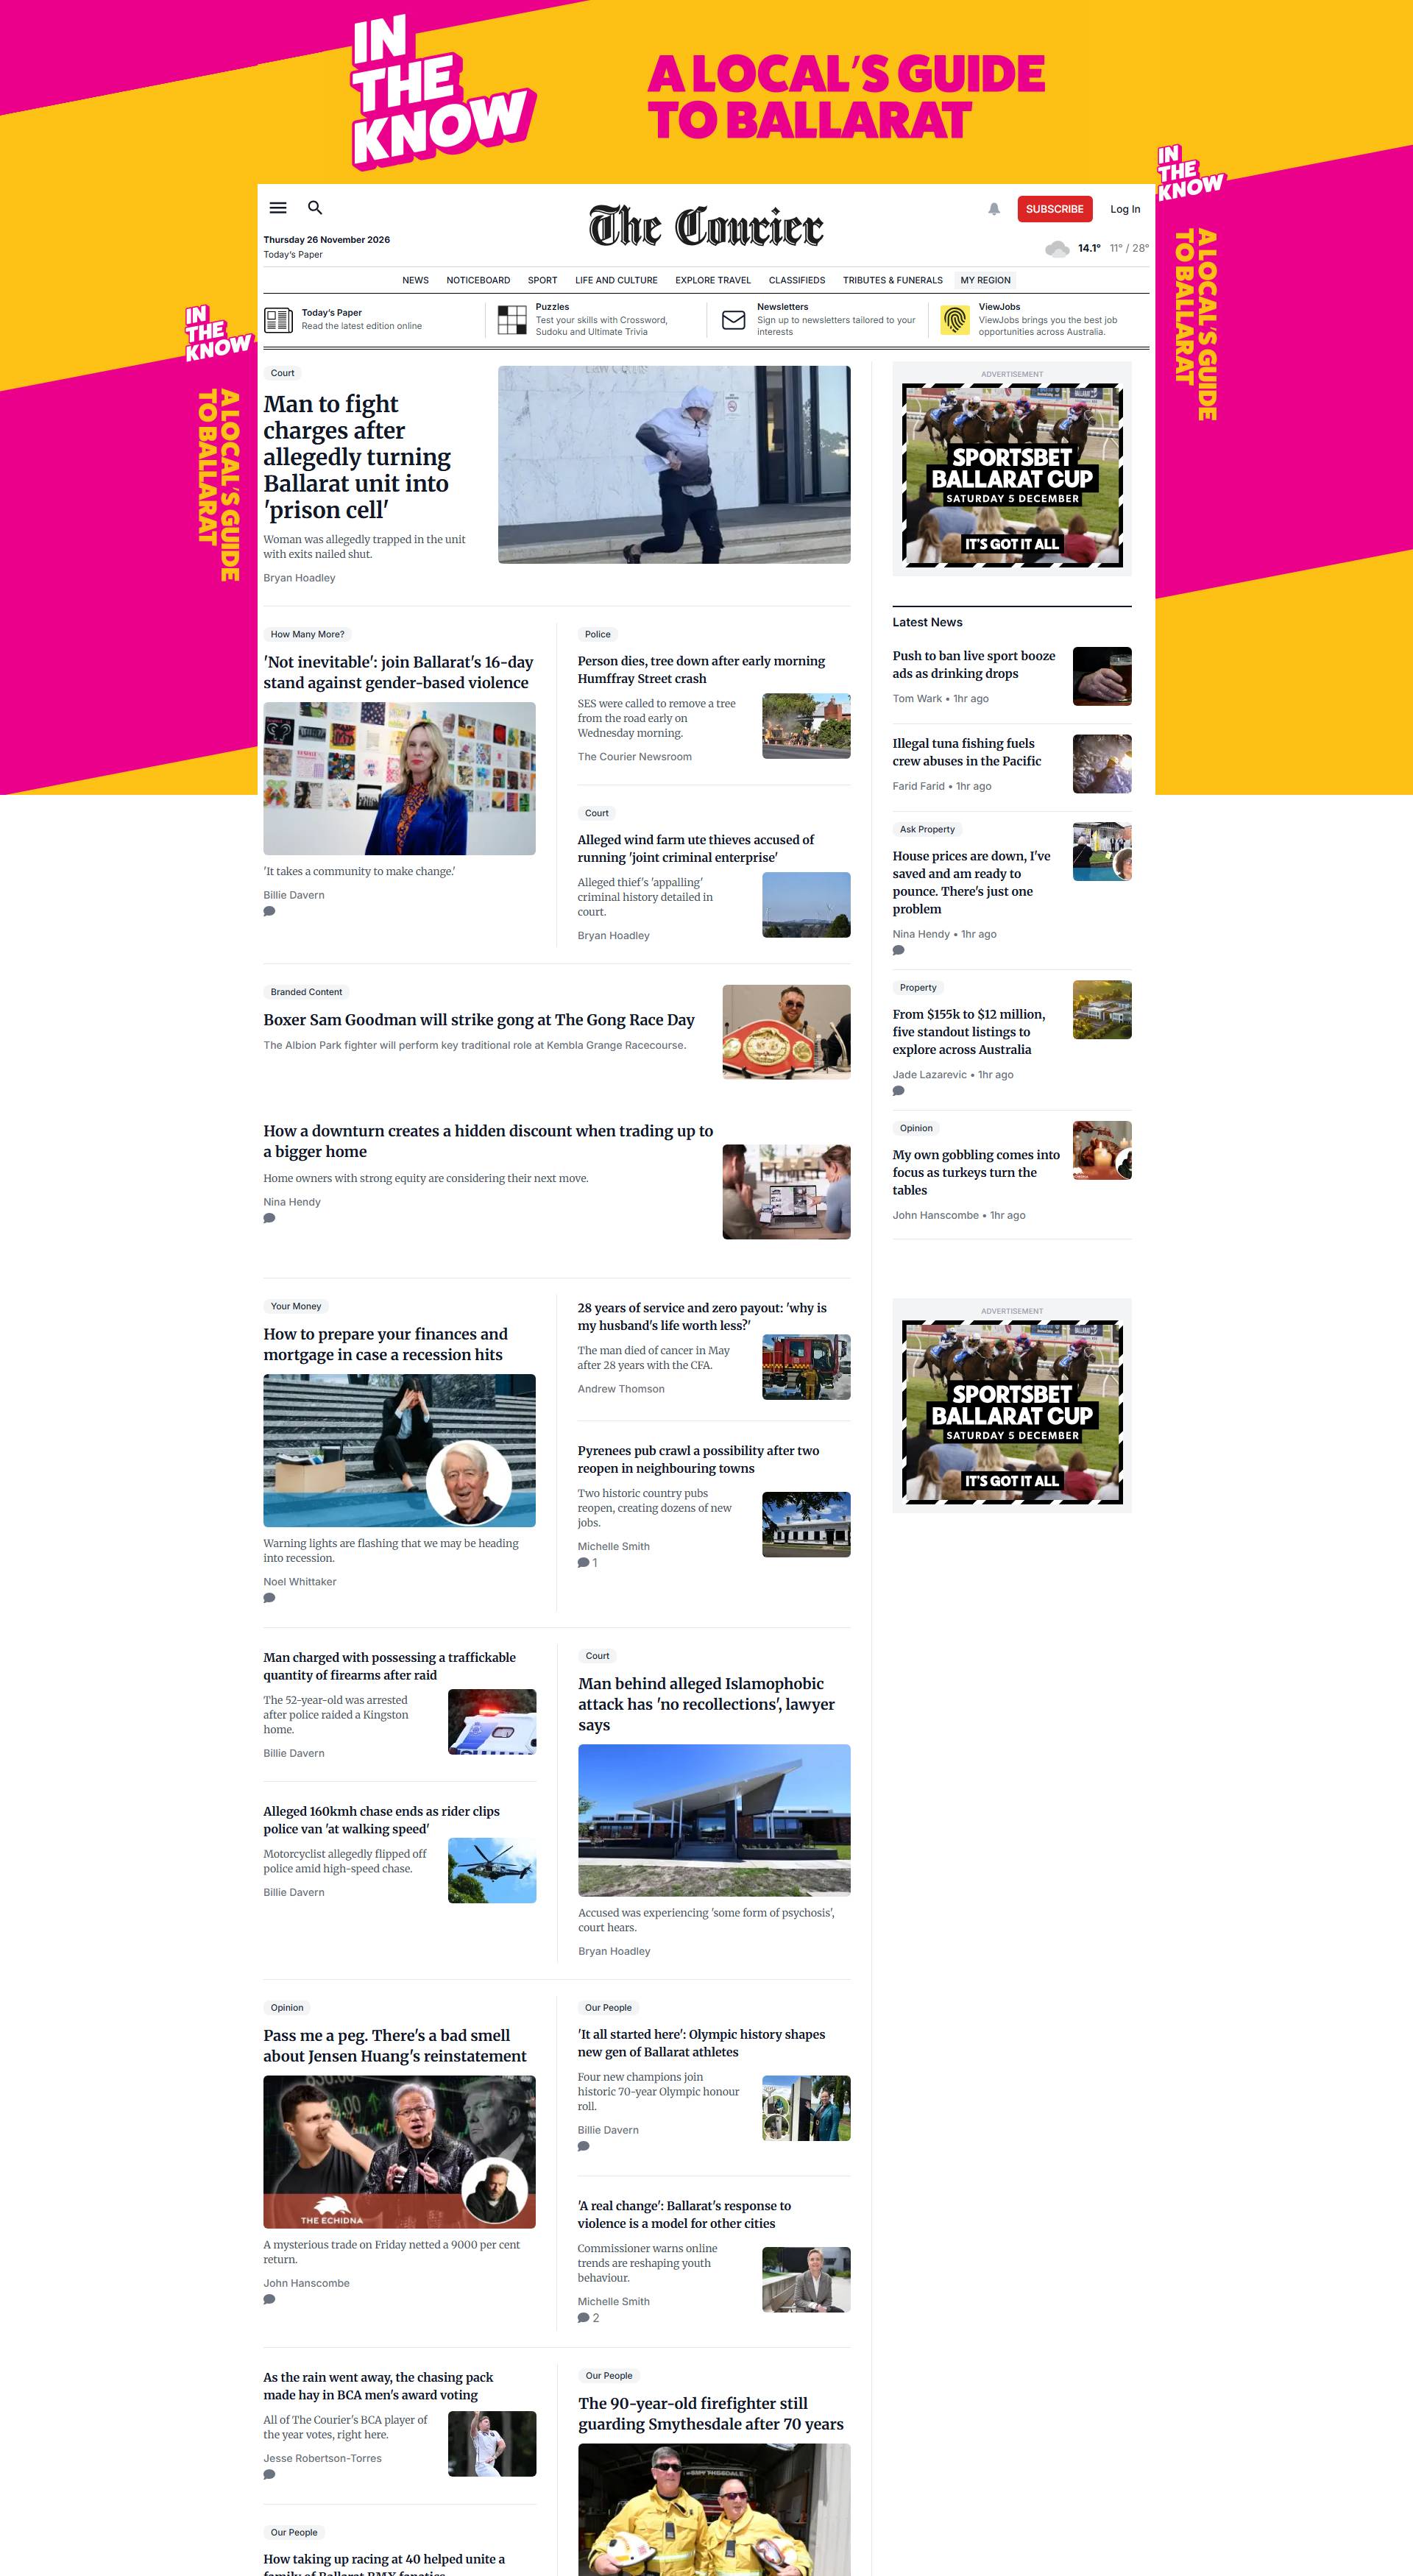 IN
THE
KNOW
A LOCAL'S GUIDE
TO BALLARAT
IN
THE
KNOW
A LOCAL'S GUIDE
TO BALLARAT
IN
THE
KNOW
A LOCAL'S GUIDE
TO BALLARAT
The Courier
SUBSCRIBE
Log In
Thursday 26 November 2026
Today's Paper
14.1° 11° / 28°
NEWS NOTICEBOARD SPORT LIFE AND CULTURE EXPLORE TRAVEL CLASSIFIEDS TRIBUTES & FUNERALS MY REGION
Today's Paper
Read the latest edition online
Puzzles
Test your skills with Crossword,
Sudoku and Ultimate Trivia
Newsletters
Sign up to newsletters tailored to your
interests
ViewJobs
ViewJobs brings you the best job
opportunities across Australia.
Court
Man to fight
charges after
allegedly turning
Ballarat unit into
'prison cell'
Woman was allegedly trapped in the unit
with exits nailed shut.
Bryan Hoadley
How Many More?
'Not inevitable': join Ballarat's 16-day
stand against gender-based violence
'It takes a community to make change.'
Billie Davern
Police
Person dies, tree down after early morning
Humffray Street crash
SES were called to remove a tree
from the road early on
Wednesday morning.
The Courier Newsroom
Court
Alleged wind farm ute thieves accused of
running 'joint criminal enterprise'
Alleged thief's 'appalling'
criminal history detailed in
court.
Bryan Hoadley
Branded Content
Boxer Sam Goodman will strike gong at The Gong Race Day
The Albion Park fighter will perform key traditional role at Kembla Grange Racecourse.
How a downturn creates a hidden discount when trading up to
a bigger home
Home owners with strong equity are considering their next move.
Nina Hendy
Your Money
How to prepare your finances and
mortgage in case a recession hits
Warning lights are flashing that we may be heading
into recession.
Noel Whittaker
28 years of service and zero payout: 'why is
my husband's life worth less?'
The man died of cancer in May
after 28 years with the CFA.
Andrew Thomson
Pyrenees pub crawl a possibility after two
reopen in neighbouring towns
Two historic country pubs
reopen, creating dozens of new
jobs.
Michelle Smith
1
Man charged with possessing a traffickable
quantity of firearms after raid
The 52-year-old was arrested
after police raided a Kingston
home.
Billie Davern
Alleged 160kmh chase ends as rider clips
police van 'at walking speed'
Motorcyclist allegedly flipped off
police amid high-speed chase.
Billie Davern
Court
Man behind alleged Islamophobic
attack has 'no recollections', lawyer
says
Accused was experiencing 'some form of psychosis',
court hears.
Bryan Hoadley
Opinion
Pass me a peg. There's a bad smell
about Jensen Huang's reinstatement
THE ECHIDNA
A mysterious trade on Friday netted a 9000 per cent
return.
John Hanscombe
Our People
'It all started here': Olympic history shapes
new gen of Ballarat athletes
Four new champions join
historic 70-year Olympic honour
roll.
Billie Davern
'A real change': Ballarat's response to
violence is a model for other cities
Commissioner warns online
trends are reshaping youth
behaviour.
Michelle Smith
2
As the rain went away, the chasing pack
made hay in BCA men's award voting
All of The Courier's BCA player of
the year votes, right here.
Jesse Robertson-Torres
Our People
How taking up racing at 40 helped unite a
family of Ballarat BMX fanatics
Our People
The 90-year-old firefighter still
guarding Smythesdale after 70 years
ADVERTISEMENT
SPORTSBET
BALLARAT CUP
SATURDAY 5 DECEMBER
IT'S GOT IT ALL
Latest News
Push to ban live sport booze
ads as drinking drops
Tom Wark • 1hr ago
Illegal tuna fishing fuels
crew abuses in the Pacific
Farid Farid • 1hr ago
Ask Property
House prices are down, I've
saved and am ready to
pounce. There's just one
problem
Nina Hendy • 1hr ago
Property
From $155k to $12 million,
five standout listings to
explore across Australia
Jade Lazarevic • 1hr ago
Opinion
My own gobbling comes into
focus as turkeys turn the
tables
John Hanscombe • 1hr ago
ADVERTISEMENT
SPORTSBET
BALLARAT CUP
SATURDAY 5 DECEMBER
IT'S GOT IT ALL